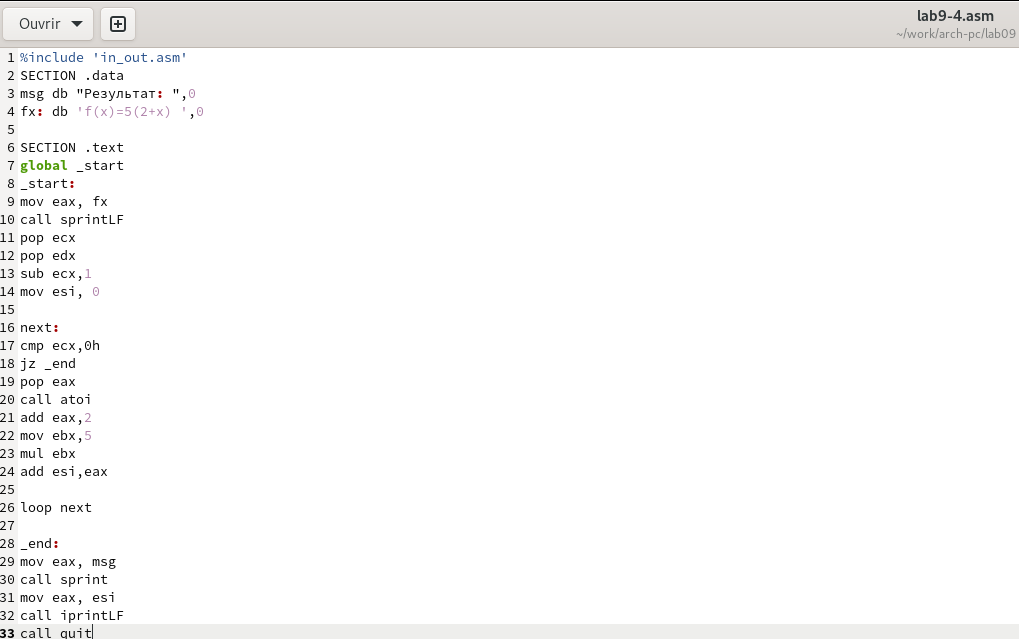 Ouvrir
lab9-4.asm
~/work/arch-pc/lab09
1 %include 'in_out.asm'
2 SECTION .data
3 msg db "Результат: ",0
4 fx: db 'f(x)=5(2+x) ',0
5
6 SECTION .text
7 global _start
8 _start:
9 mov eax, fx
10 call sprintLF
11 pop ecx
12 pop edx
13 sub ecx,1
14 mov esi, 0
15
16 next:
17 cmp ecx,0h
18 jz _end
19 pop eax
20 call atoi
21 add eax,2
22 mov ebx,5
23 mul ebx
24 add esi,eax
25
26 loop next
27
28 _end:
29 mov eax, msg
30 call sprint
31 mov eax, esi
32 call iprintLF
33 call quit